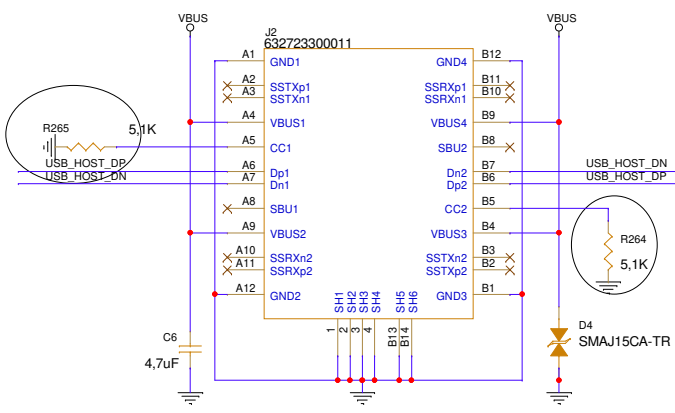 VBUS
VBUS
J2
632723300011
A1
GND1
GND4
B12
A2
SSTXp1
SSRXp1
B11
A3
SSTXn1
SSRXn1
B10
A4
VBUS1
VBUS4
B9
R265
5,1K
A5
CC1
SBU2
B8
USB_HOST_DP
A6
Dp1
Dn2
B7
USB_HOST_DN
USB_HOST_DN
A7
Dn1
Dp2
B6
USB_HOST_DP
A8
SBU1
CC2
B5
A9
VBUS2
VBUS3
B4
R264
5,1K
A10
SSRXn2
SSTXn2
B3
A11
SSRXp2
SSTXp2
B2
A12
GND2
GND3
B1
SH1
SH2
SH3
SH4
SH5
SH6
1
2
3
4
B13
B14
C6
4,7uF
D4
SMAJ15CA-TR